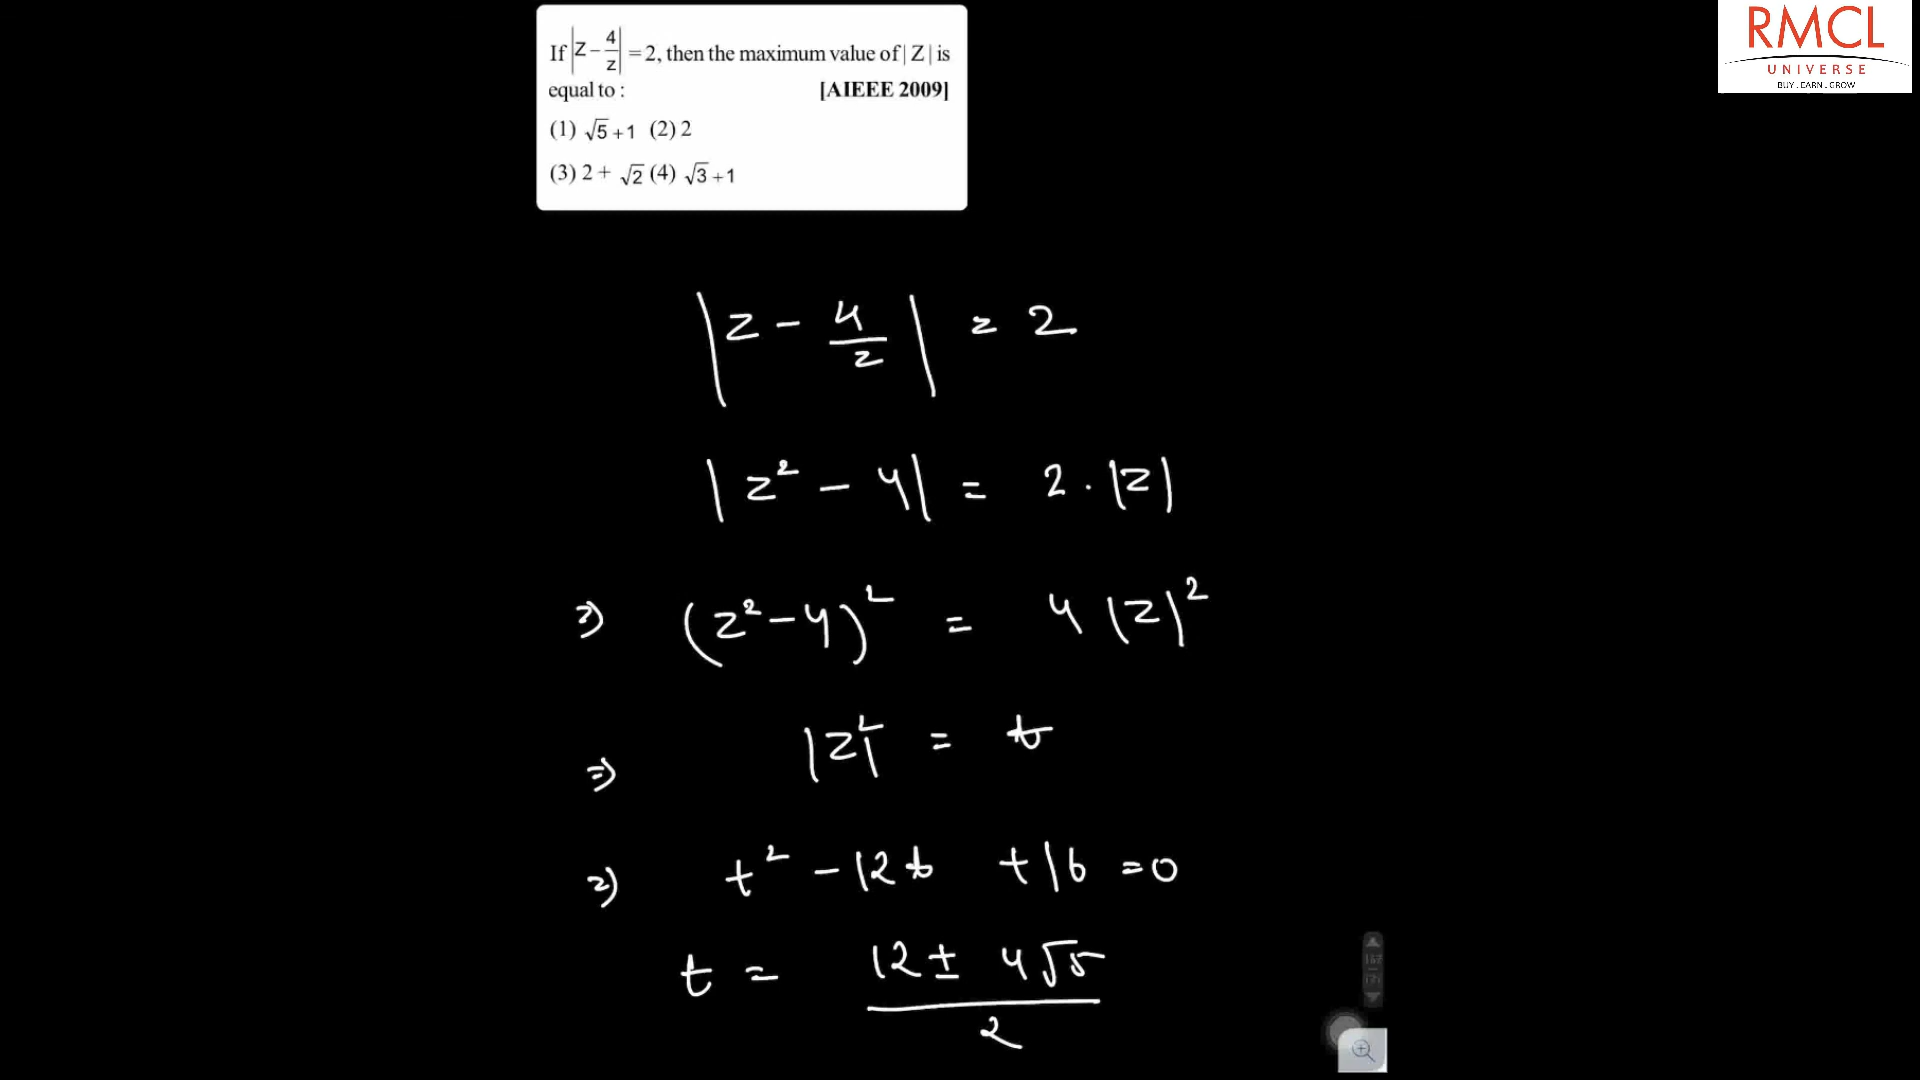 If |Z - 4/z| = 2, then the maximum value of | Z | is
equal to : [AIEEE 2009]
(1) √5 + 1 (2) 2
(3) 2 + √2 (4) √3 + 1
RMCL
UNIVERSE
BUY . EARN . GROW
|z - 4/z| = 2
|z² - 4| = 2 · |z|
⇒ (z² - 4)² = 4 |z|²
⇒ |z|² = t
⇒ t² - 12t + 16 = 0
t = (12 ± 4√5)/2
157